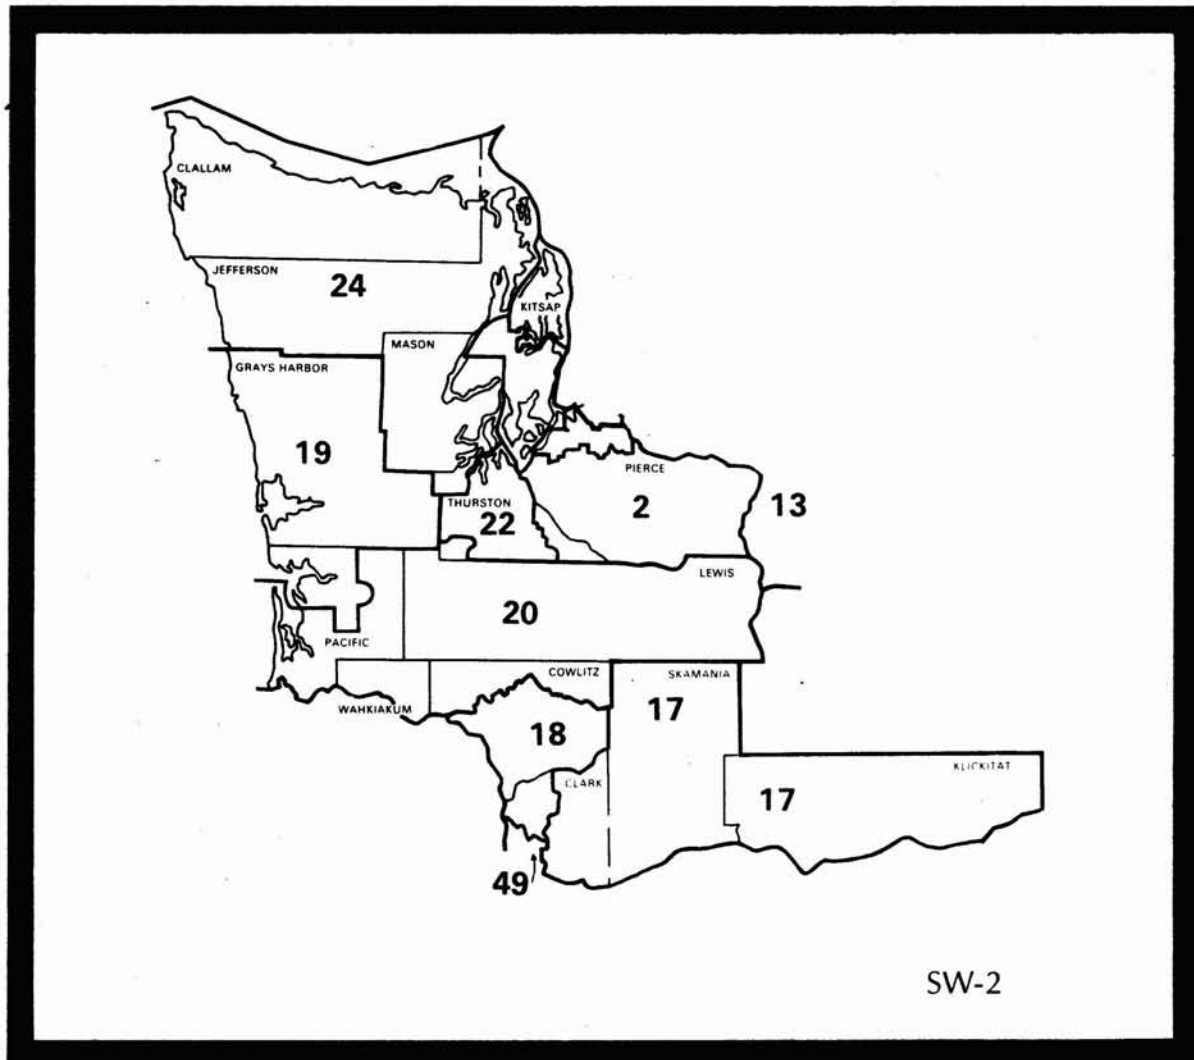 CLALLAM
JEFFERSON
24
KITSAP
MASON
GRAYS HARBOR
19
PIERCE
THURSTON
2
13
22
LEWIS
20
PACIFIC
COWLITZ
SKAMANIA
WAHKIAKUM
17
18
KLICKITAT
CLARK
17
49
SW-2